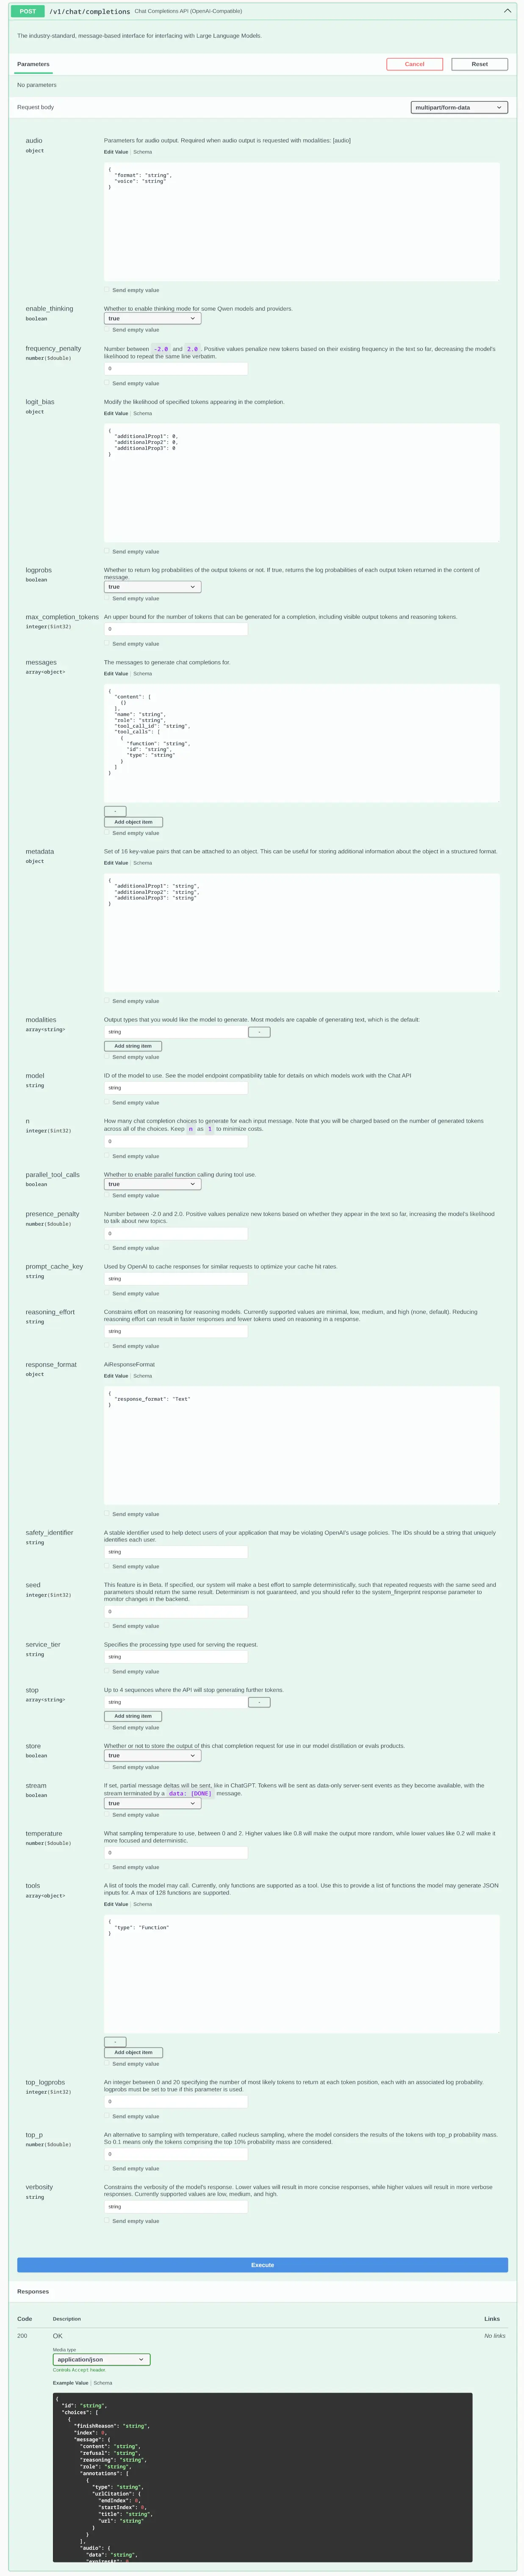 POST /v1/chat/completions Chat Completions API (OpenAI-Compatible)
The industry-standard, message-based interface for interfacing with Large Language Models.
Parameters Cancel Reset
No parameters
Request body multipart/form-data
audio
object
Parameters for audio output. Required when audio output is requested with modalities: [audio]
Edit Value | Schema
{
"format": "string",
"voice": "string"
}
Send empty value
enable_thinking
boolean
Whether to enable thinking mode for some Qwen models and providers.
true
Send empty value
frequency_penalty
number($double)
Number between -2.0 and 2.0. Positive values penalize new tokens based on their existing frequency in the text so far, decreasing the model's
likelihood to repeat the same line verbatim.
0
Send empty value
logit_bias
object
Modify the likelihood of specified tokens appearing in the completion.
Edit Value | Schema
{
"additionalProp1": 0,
"additionalProp2": 0,
"additionalProp3": 0
}
Send empty value
logprobs
boolean
Whether to return log probabilities of the output tokens or not. If true, returns the log probabilities of each output token returned in the content of
message.
true
Send empty value
max_completion_tokens
integer($int32)
An upper bound for the number of tokens that can be generated for a completion, including visible output tokens and reasoning tokens.
0
Send empty value
messages
array<object>
The messages to generate chat completions for.
Edit Value | Schema
{
"content": [
{}
],
"name": "string",
"role": "string",
"tool_call_id": "string",
"tool_calls": [
{
"function": "string",
"id": "string",
"type": "string"
}
]
}
-
Add object item
Send empty value
metadata
object
Set of 16 key-value pairs that can be attached to an object. This can be useful for storing additional information about the object in a structured format.
Edit Value | Schema
{
"additionalProp1": "string",
"additionalProp2": "string",
"additionalProp3": "string"
}
Send empty value
modalities
array<string>
Output types that you would like the model to generate. Most models are capable of generating text, which is the default:
string -
Add string item
Send empty value
model
string
ID of the model to use. See the model endpoint compatibility table for details on which models work with the Chat API
string
Send empty value
n
integer($int32)
How many chat completion choices to generate for each input message. Note that you will be charged based on the number of generated tokens
across all of the choices. Keep n as 1 to minimize costs.
0
Send empty value
parallel_tool_calls
boolean
Whether to enable parallel function calling during tool use.
true
Send empty value
presence_penalty
number($double)
Number between -2.0 and 2.0. Positive values penalize new tokens based on whether they appear in the text so far, increasing the model's likelihood
to talk about new topics.
0
Send empty value
prompt_cache_key
string
Used by OpenAI to cache responses for similar requests to optimize your cache hit rates.
string
Send empty value
reasoning_effort
string
Constrains effort on reasoning for reasoning models. Currently supported values are minimal, low, medium, and high (none, default). Reducing
reasoning effort can result in faster responses and fewer tokens used on reasoning in a response.
string
Send empty value
response_format
object
AIResponseFormat
Edit Value | Schema
{
"response_format": "Text"
}
Send empty value
safety_identifier
string
A stable identifier used to help detect users of your application that may be violating OpenAI's usage policies. The IDs should be a string that uniquely
identifies each user.
string
Send empty value
seed
integer($int32)
This feature is in Beta. If specified, our system will make a best effort to sample deterministically, such that repeated requests with the same seed and
parameters should return the same result. Determinism is not guaranteed, and you should refer to the system_fingerprint response parameter to
monitor changes in the backend.
0
Send empty value
service_tier
string
Specifies the processing type used for serving the request.
string
Send empty value
stop
array<string>
Up to 4 sequences where the API will stop generating further tokens.
string -
Add string item
Send empty value
store
boolean
Whether or not to store the output of this chat completion request for use in our model distillation or evals products.
true
Send empty value
stream
boolean
If set, partial message deltas will be sent, like in ChatGPT. Tokens will be sent as data-only server-sent events as they become available, with the
stream terminated by a data: [DONE] message.
true
Send empty value
temperature
number($double)
What sampling temperature to use, between 0 and 2. Higher values like 0.8 will make the output more random, while lower values like 0.2 will make it
more focused and deterministic.
0
Send empty value
tools
array<object>
A list of tools the model may call. Currently, only functions are supported as a tool. Use this to provide a list of functions the model may generate JSON
inputs for. A max of 128 functions are supported.
Edit Value | Schema
{
"type": "Function"
}
-
Add object item
Send empty value
top_logprobs
integer($int32)
An integer between 0 and 20 specifying the number of most likely tokens to return at each token position, each with an associated log probability.
logprobs must be set to true if this parameter is used.
0
Send empty value
top_p
number($double)
An alternative to sampling with temperature, called nucleus sampling, where the model considers the results of the tokens with top_p probability mass.
So 0.1 means only the tokens comprising the top 10% probability mass are considered.
0
Send empty value
verbosity
string
Constrains the verbosity of the model's response. Lower values will result in more concise responses, while higher values will result in more verbose
responses. Currently supported values are low, medium, and high.
string
Send empty value
Execute
Responses
Code Description Links
200 OK No links
Media type
application/json
Controls Accept header.
Example Value | Schema
{
"id": "string",
"choices": [
{
"finishReason": "string",
"index": 0,
"message": {
"content": "string",
"refusal": "string",
"reasoning": "string",
"role": "string",
"annotations": [
{
"type": "string",
"urlCitation": {
"endIndex": 0,
"startIndex": 0,
"title": "string",
"url": "string"
}
}
],
"audio": {
"data": "string",
"expiresAt": 0,